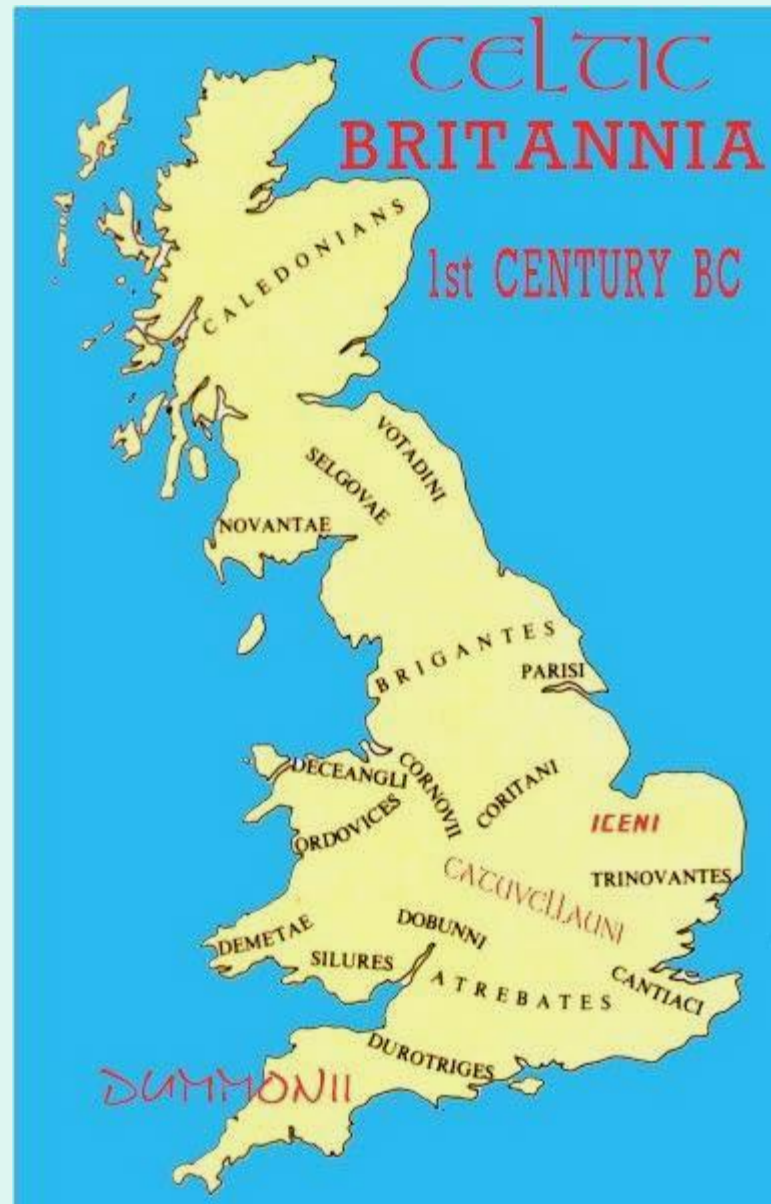 CELTIC
BRITANNIA
1st CENTURY BC
CALEDONIANS
VOTADINI
SELGOVAE
NOVANTAE
BRIGANTES
PARISI
DECEANGLI
CORNOVII
CORITANI
ORDOVICES
ICENI
CATUVELLAUNI
TRINOVANTES
DEMETAE
SILURES
DOBUNNI
ATREBATES
CANTIACI
DUROTRIGES
DUMMONII